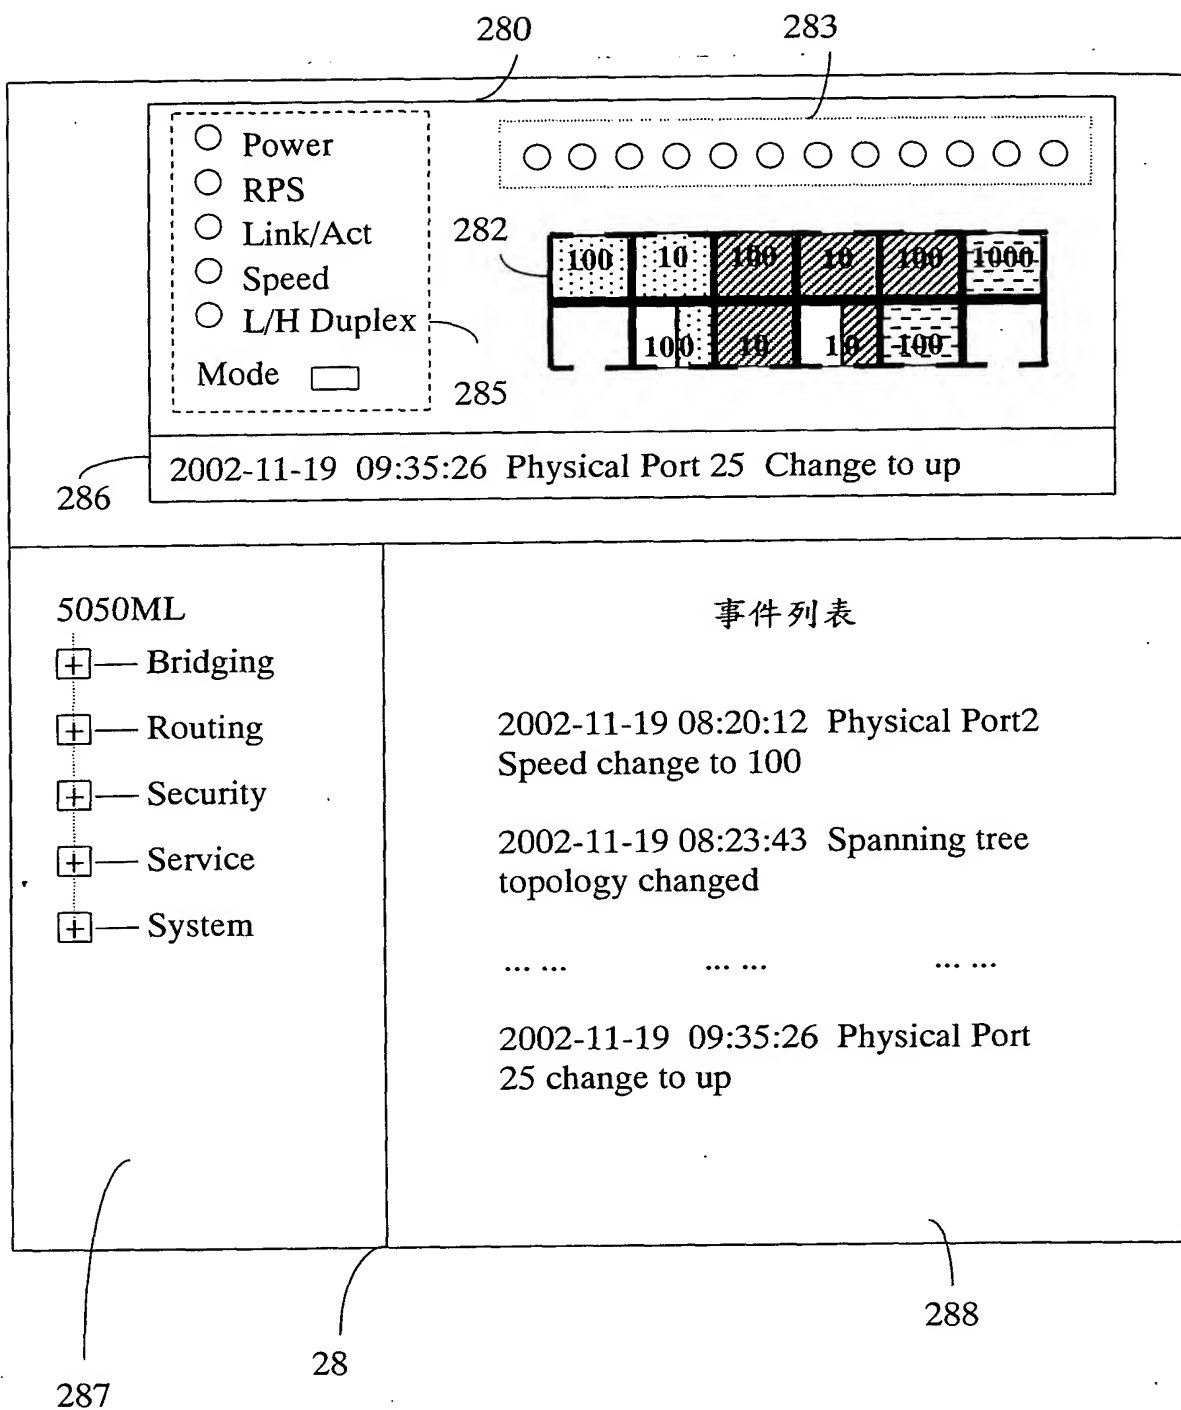 280
283
Power
RPS
Link/Act
Speed
L/H Duplex
Mode
282
100 10 100 10 100 1000
100 10 10 100
285
2002-11-19 09:35:26 Physical Port 25 Change to up
286
5050ML
Bridging
Routing
Security
Service
System
事件列表
2002-11-19 08:20:12 Physical Port2
Speed change to 100
2002-11-19 08:23:43 Spanning tree
topology changed
... ... ... ... ... ...
2002-11-19 09:35:26 Physical Port
25 change to up
287
28
288